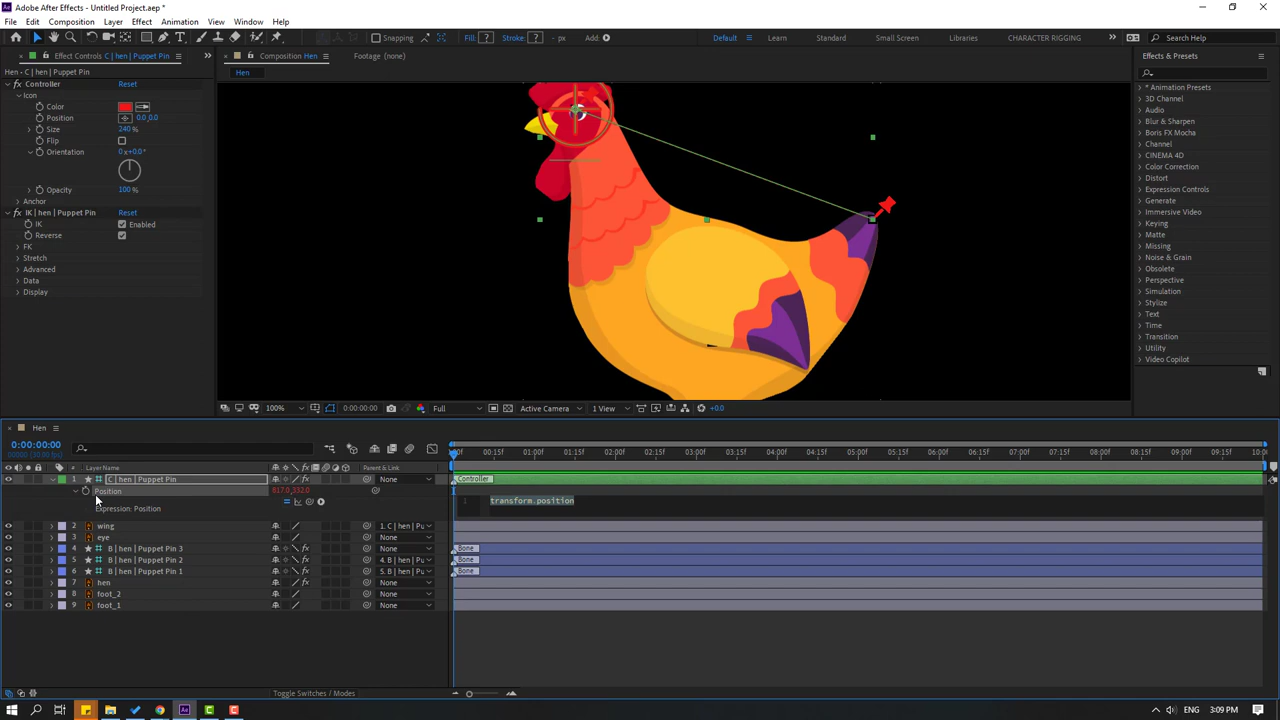 Adobe After Effects - Untitled Project.aep *
File Edit Composition Layer Effect Animation View Window Help
Snapping Fill: ? Stroke: ? - px Add: Default Learn Standard Small Screen Libraries CHARACTER RIGGING Search Help
Effect Controls C | hen | Puppet Pin Composition Hen Footage (none) Effects & Presets
Hen - C | hen | Puppet Pin
Hen
Controller Reset
Icon
Color
Position 0.0,0.0
Size 240 %
Flip
Orientation 0 x+0.0°
Opacity 100 %
Anchor
IK | hen | Puppet Pin Reset
IK Enabled
Reverse
FK
Stretch
Advanced
Data
Display
* Animation Presets
3D Channel
Audio
Blur & Sharpen
Boris FX Mocha
Channel
CINEMA 4D
Color Correction
Distort
Expression Controls
Generate
Immersive Video
Keying
Matte
Missing
Noise & Grain
Obsolete
Perspective
Simulation
Stylize
Text
Time
Transition
Utility
Video Copilot
100% 0:00:00:00 Full Active Camera 1 View +0.0
Hen
0:00:00:00
:00f 00:15f 01:00f 01:15f 02:00f 02:15f 03:00f 03:15f 04:00f 04:15f 05:00f 05:15f 06:00f 06:15f 07:00f 07:15f 08:00f 08:15f 09:00f 09:15f 10:00
# Layer Name Parent & Link
1 C | hen | Puppet Pin None Controller
Position 817.0,332.0
1 transform.position
Expression: Position
2 wing 1. C | hen | Pu
3 eye None
4 B | hen | Puppet Pin 3 None Bone
5 B | hen | Puppet Pin 2 4. B | hen | Pu Bone
6 B | hen | Puppet Pin 1 5. B | hen | Pu Bone
7 hen None
8 foot_2 None
9 foot_1 None
Toggle Switches / Modes
3:09 PM